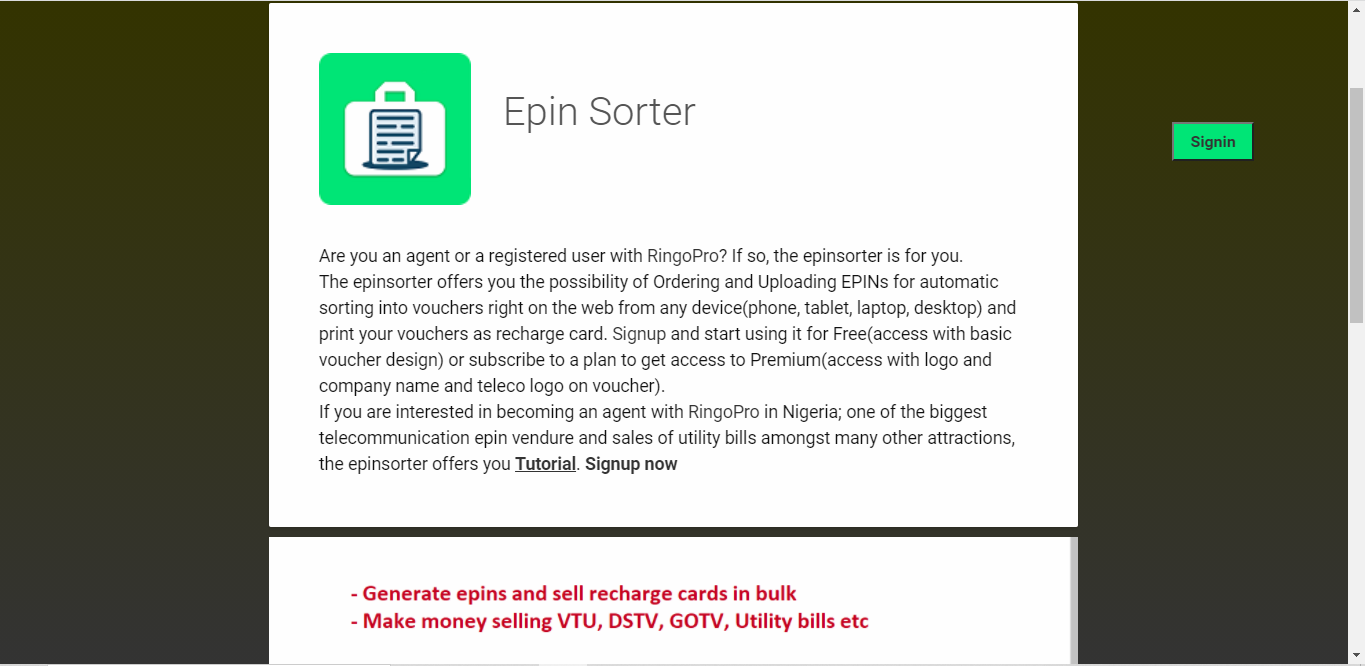 Epin Sorter
Signin
Are you an agent or a registered user with RingoPro? If so, the epinsorter is for you.
The epinsorter offers you the possibility of Ordering and Uploading EPINs for automatic
sorting into vouchers right on the web from any device(phone, tablet, laptop, desktop) and
print your vouchers as recharge card. Signup and start using it for Free(access with basic
voucher design) or subscribe to a plan to get access to Premium(access with logo and
company name and teleco logo on voucher).
If you are interested in becoming an agent with RingoPro in Nigeria; one of the biggest
telecommunication epin vendure and sales of utility bills amongst many other attractions,
the epinsorter offers you Tutorial. Signup now
- Generate epins and sell recharge cards in bulk
- Make money selling VTU, DSTV, GOTV, Utility bills etc